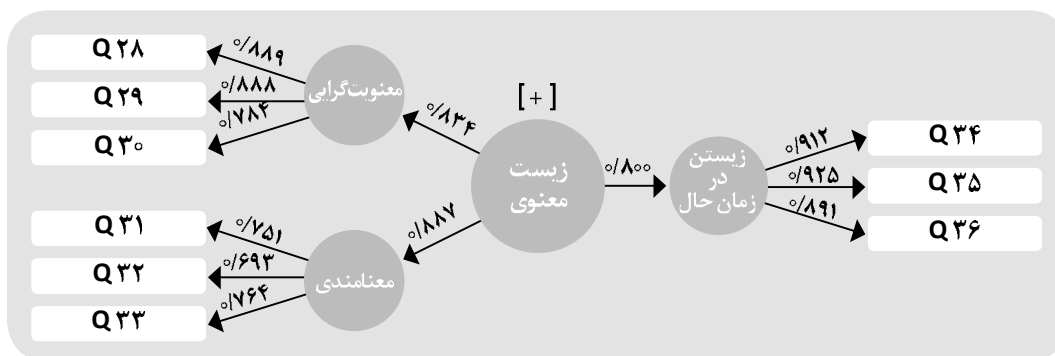 Q۲۸
Q۲۹
Q۳۰
۰/۸۸۹
۰/۸۸۸
۰/۷۸۴
معنویت‌گرایی
۰/۸۳۴
[+]
زیست
معنوی
۰/۸۰۰
زیستن
در
زمان حال
۰/۹۱۲
۰/۹۲۵
۰/۸۹۱
Q۳۴
Q۳۵
Q۳۶
۰/۸۸۷
معنامندی
۰/۷۵۱
۰/۶۹۳
۰/۷۶۴
Q۳۱
Q۳۲
Q۳۳